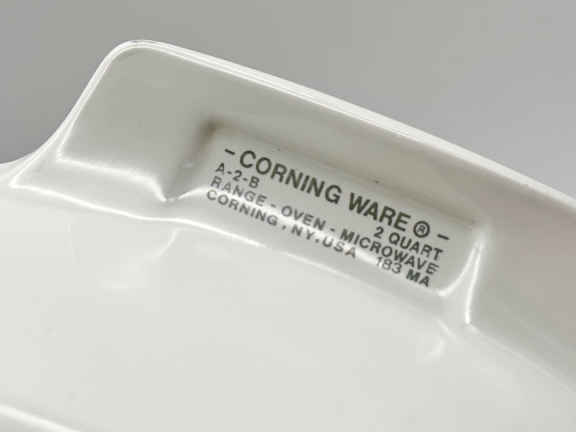 - CORNING WARE ® -
A-2-B 2 QUART
RANGE - OVEN - MICROWAVE
CORNING , NY. USA 183 MA